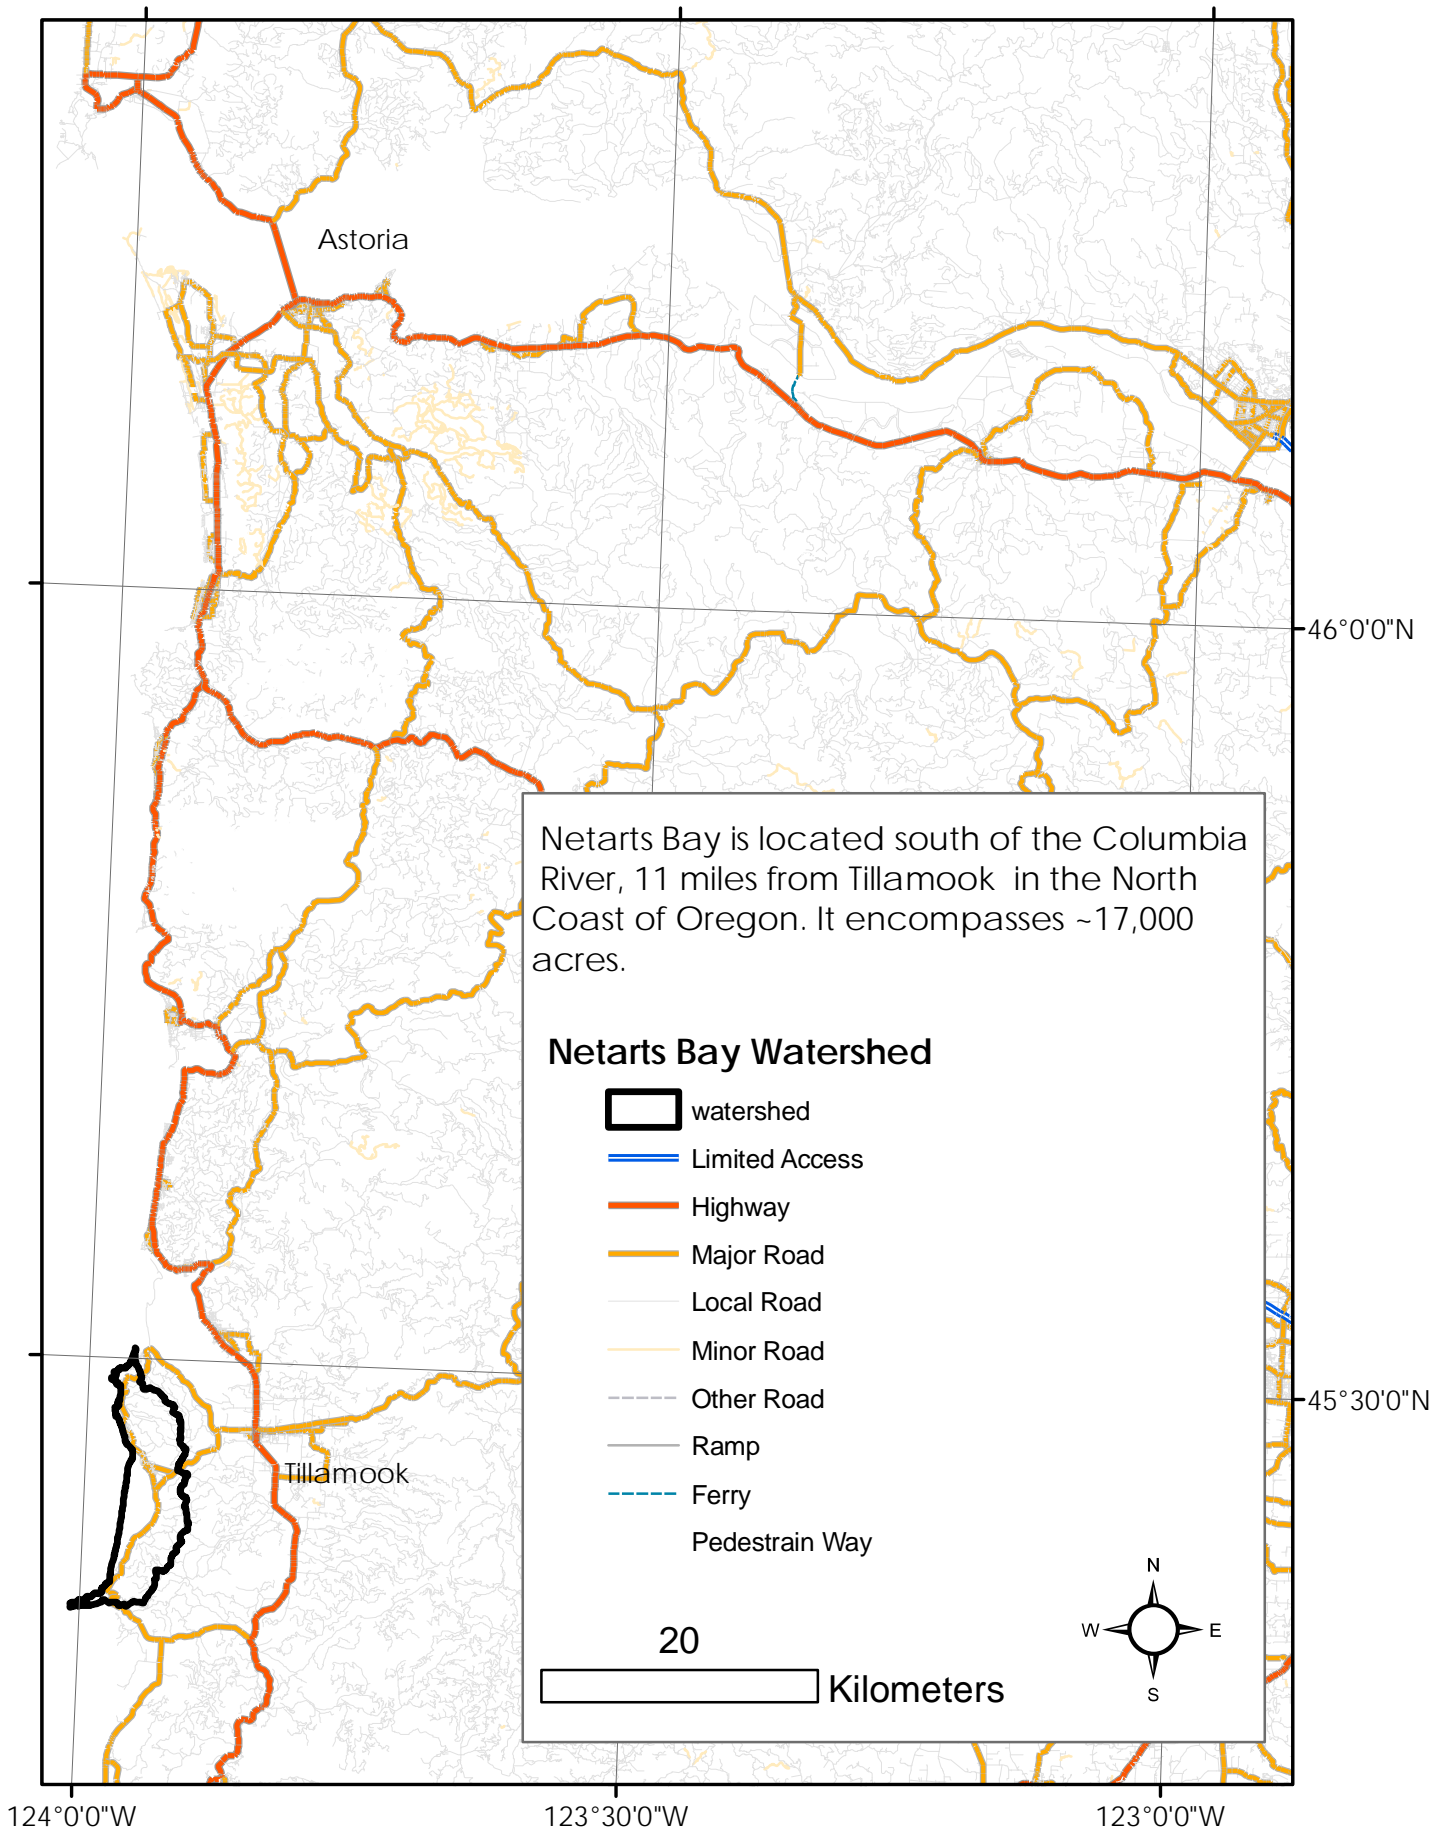 Astoria
46°0'0"N
Netarts Bay is located south of the Columbia
River, 11 miles from Tillamook in the North
Coast of Oregon. It encompasses ~17,000
acres.
Netarts Bay Watershed
watershed
Limited Access
Highway
Major Road
Local Road
Minor Road
Other Road
Ramp
Ferry
Pedestrain Way
45°30'0"N
Tillamook
N
W
E
S
20
Kilometers
124°0'0"W
123°30'0"W
123°0'0"W